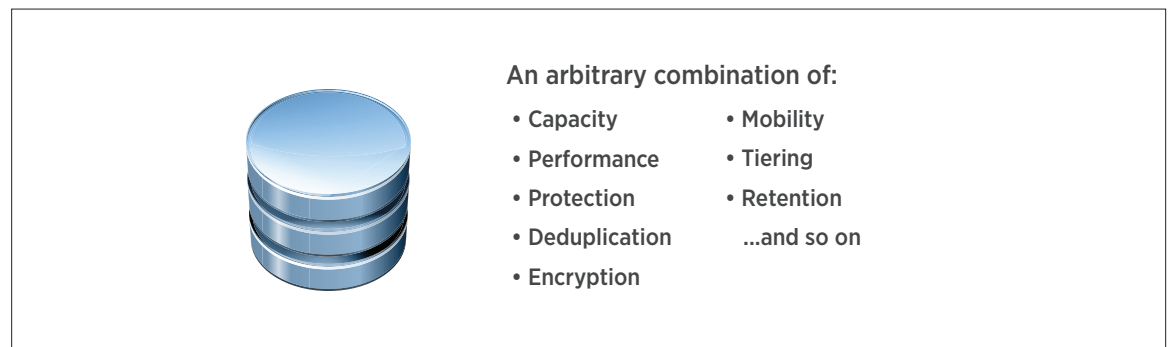 An arbitrary combination of:
• Capacity
• Performance
• Protection
• Deduplication
• Encryption
• Mobility
• Tiering
• Retention
...and so on